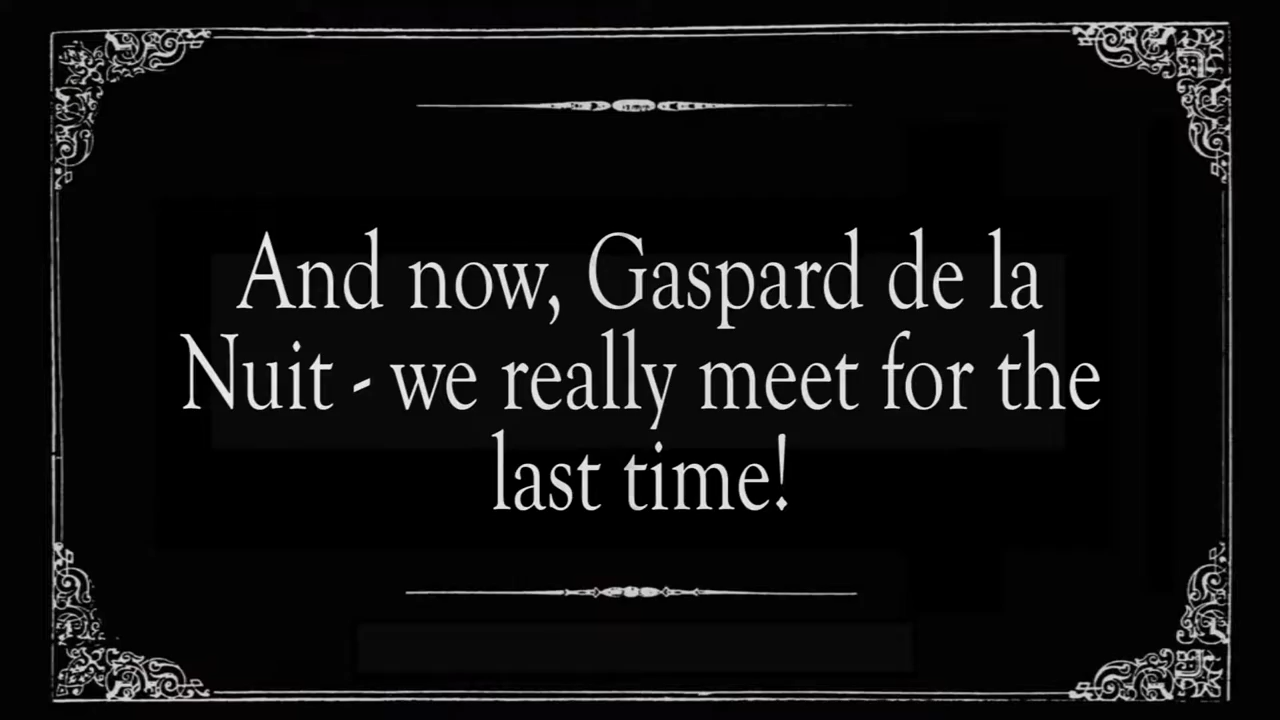 And now, Gaspard de la
Nuit - we really meet for the
last time!